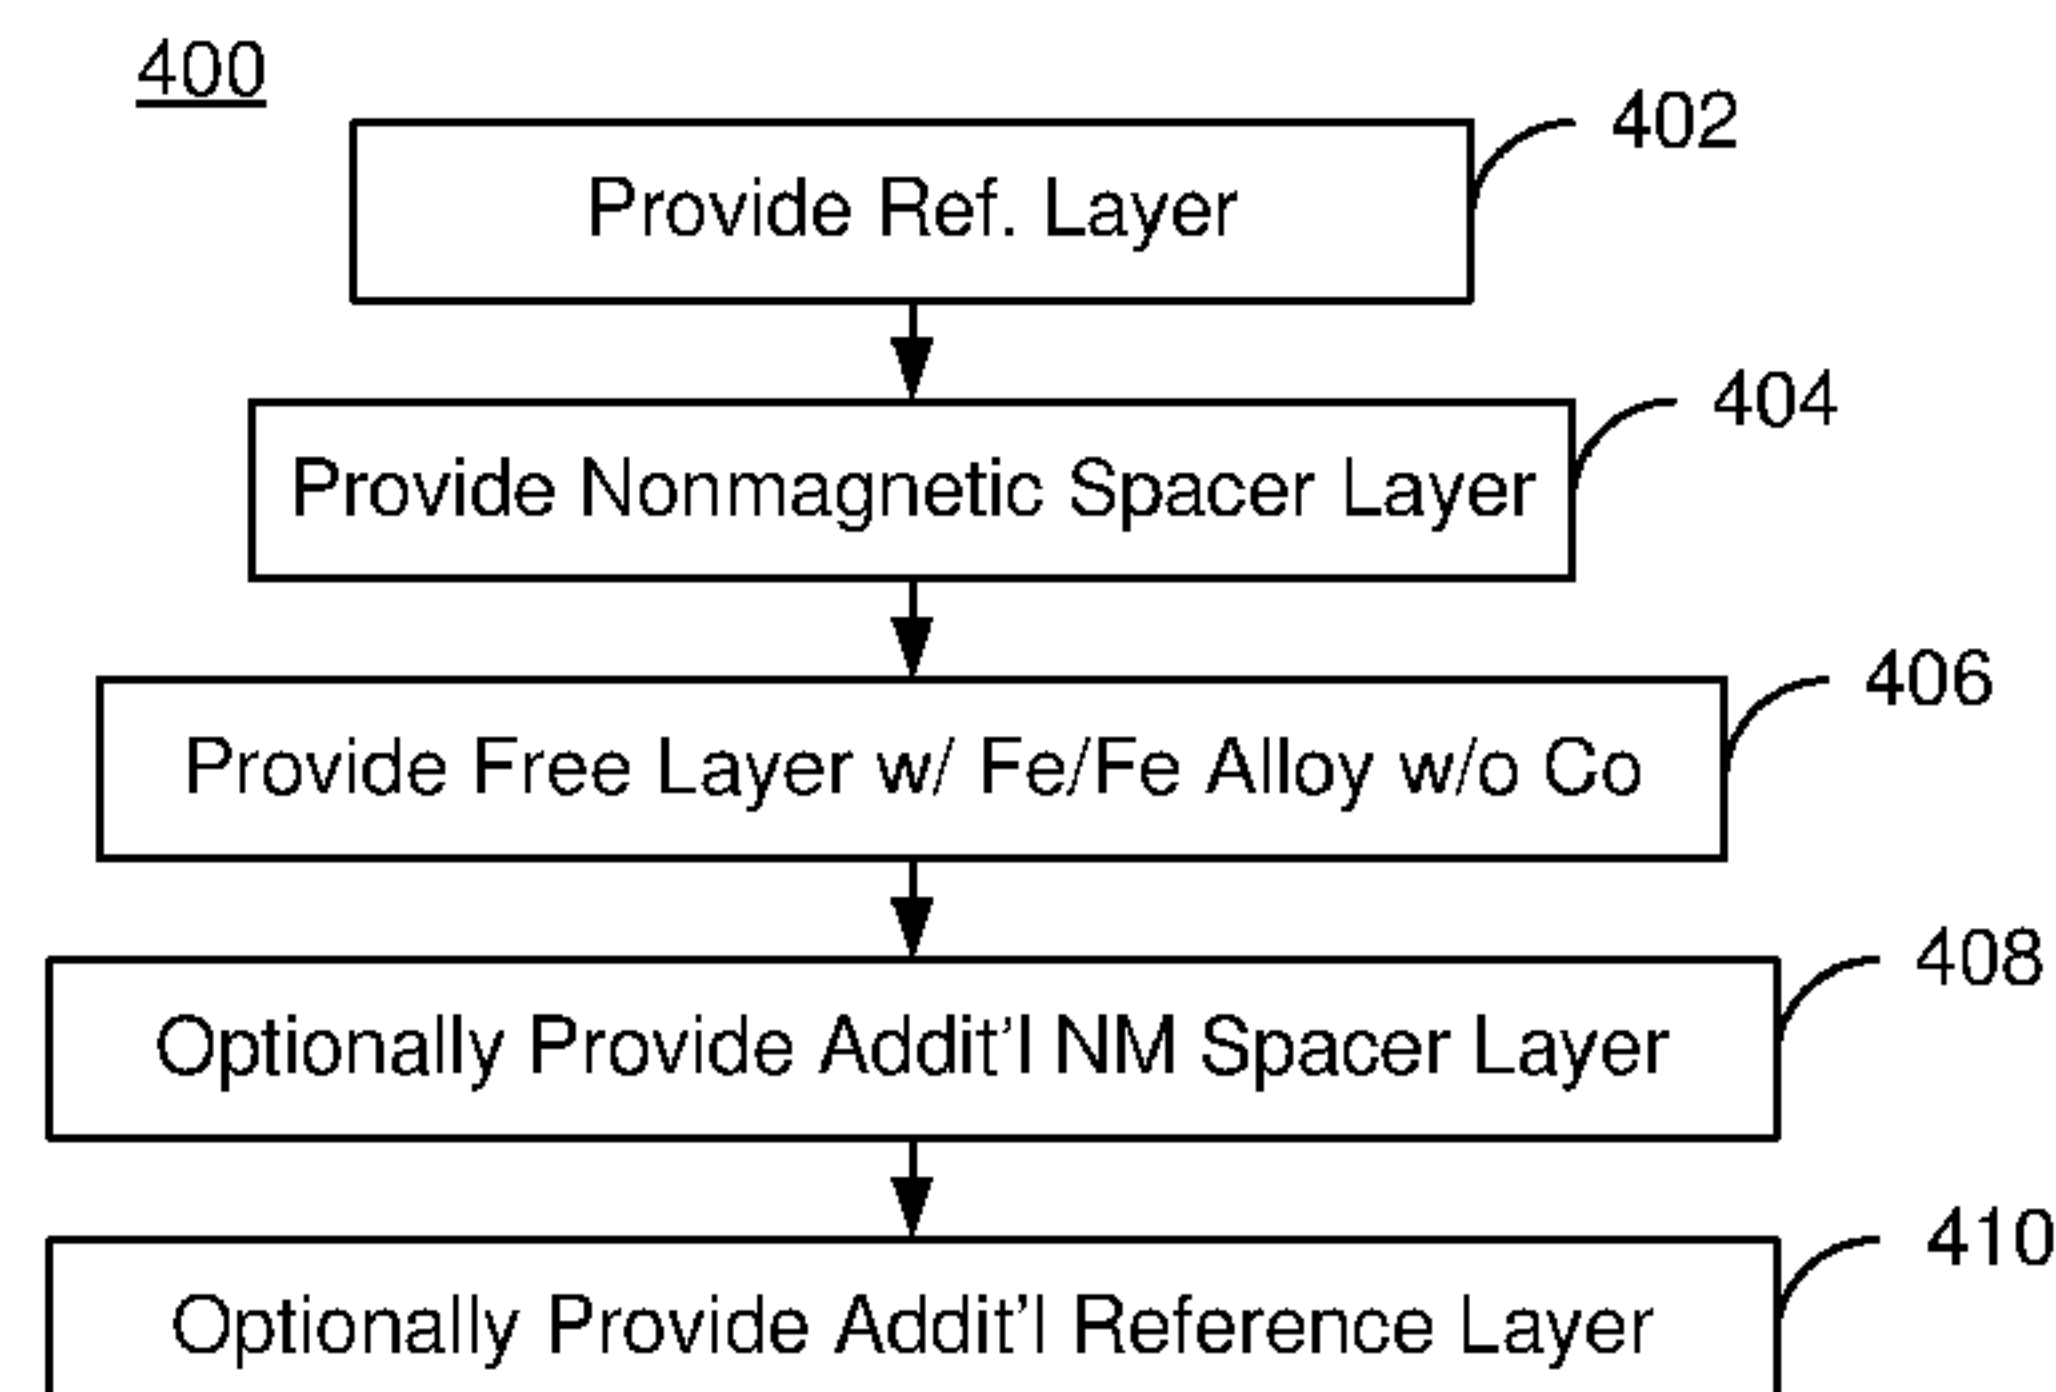 400
402
Provide Ref. Layer
404
Provide Nonmagnetic Spacer Layer
406
Provide Free Layer w/ Fe/Fe Alloy w/o Co
408
Optionally Provide Addit'l NM Spacer Layer
410
Optionally Provide Addit'l Reference Layer